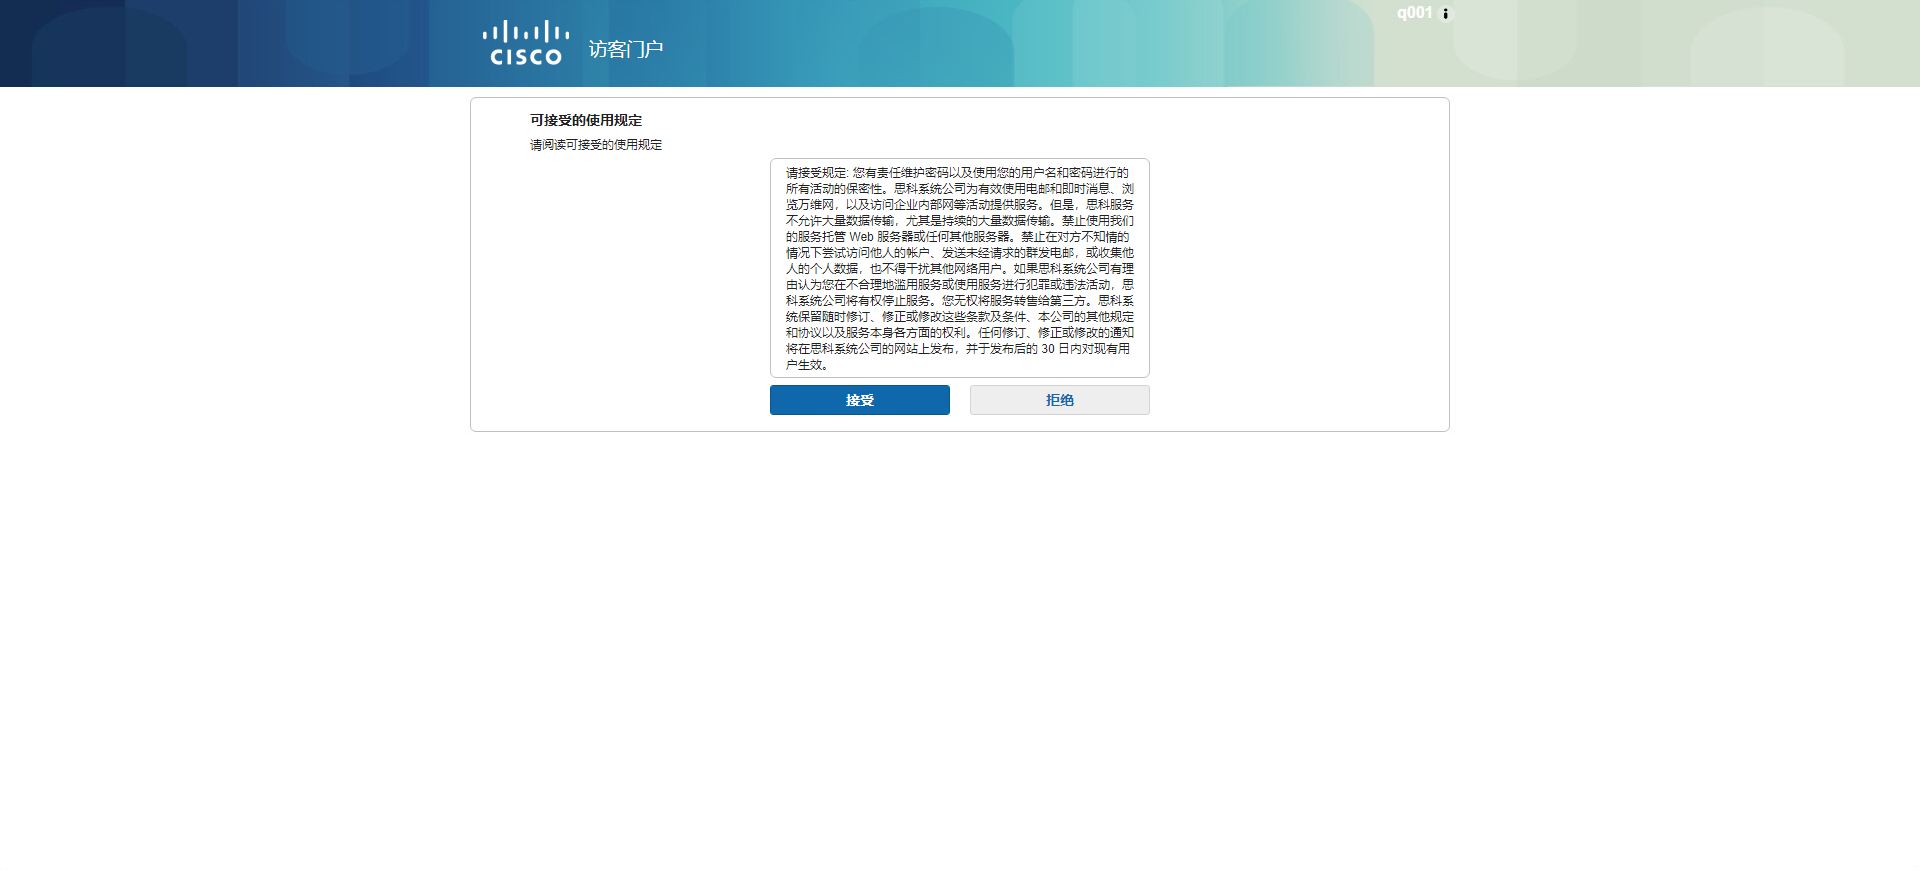 q001
CISCO
访客门户
可接受的使用规定
请阅读可接受的使用规定
请接受规定: 您有责任维护密码以及使用您的用户名和密码进行的
所有活动的保密性。思科系统公司为有效使用电邮和即时消息、浏
览万维网，以及访问企业内部网等活动提供服务。但是，思科服务
不允许大量数据传输，尤其是持续的大量数据传输。禁止使用我们
的服务托管 Web 服务器或任何其他服务器。禁止在对方不知情的
情况下尝试访问他人的帐户、发送未经请求的群发电邮，或收集他
人的个人数据，也不得干扰其他网络用户。如果思科系统公司有理
由认为您在不合理地滥用服务或使用服务进行犯罪或违法活动，思
科系统公司将有权停止服务。您无权将服务转售给第三方。思科系
统保留随时修订、修正或修改这些条款及条件、本公司的其他规定
和协议以及服务本身各方面的权利。任何修订、修正或修改的通知
将在思科系统公司的网站上发布，并于发布后的 30 日内对现有用
户生效。
接受
拒绝